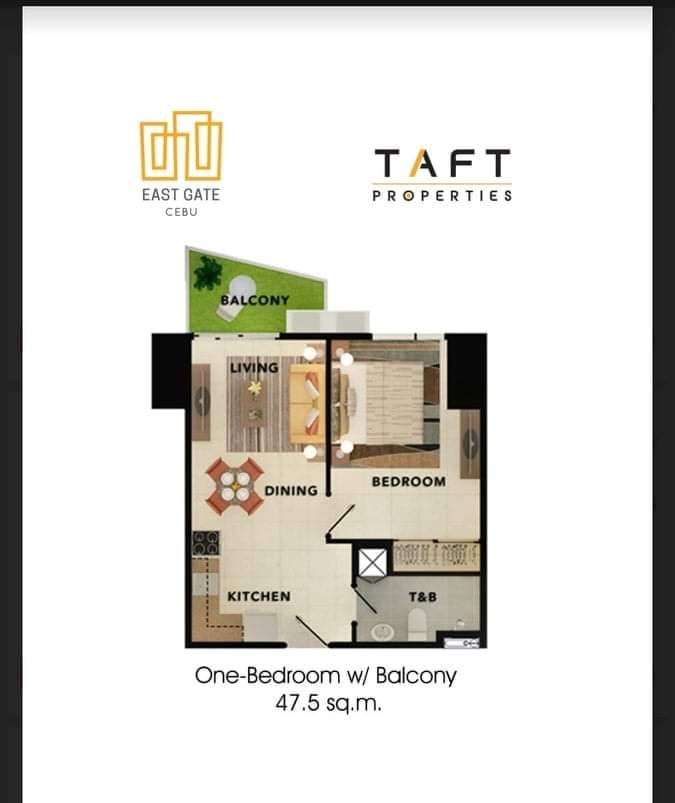 EAST GATE
CEBU
TAFT
PROPERTIES
BALCONY
LIVING
DINING
BEDROOM
KITCHEN
T&B
One-Bedroom w/ Balcony
47.5 sq.m.